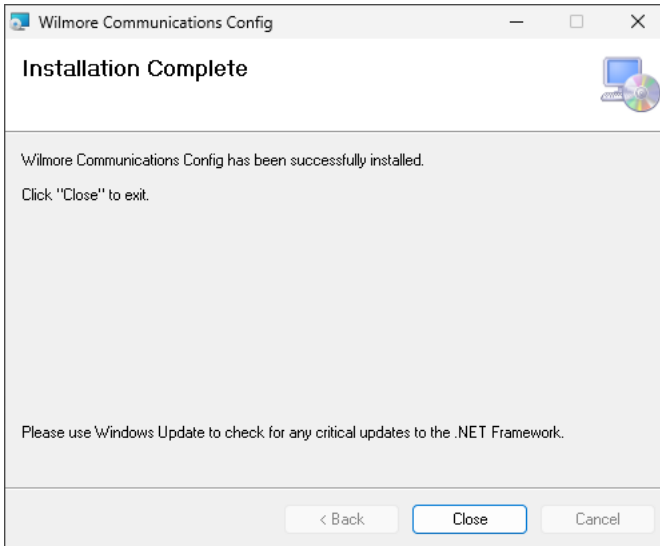 Wilmore Communications Config
Installation Complete
Wilmore Communications Config has been successfully installed.
Click "Close" to exit.
Please use Windows Update to check for any critical updates to the .NET Framework.
< Back
Close
Cancel